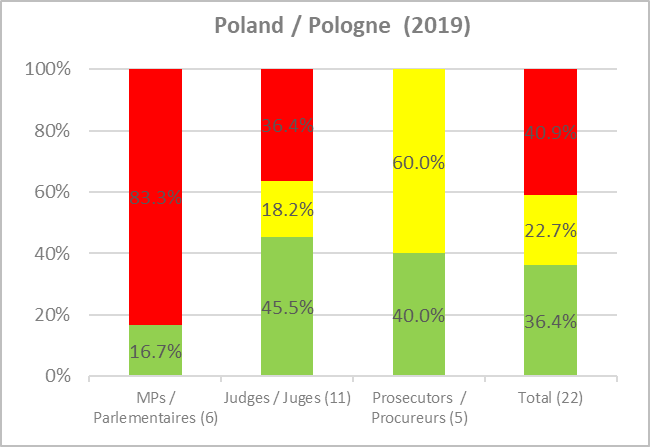 Poland / Pologne (2019)
100%
80%
60%
40%
20%
0%
83.3%
16.7%
36.4%
18.2%
45.5%
60.0%
40.0%
40.9%
22.7%
36.4%
MPs /
Parlementaires (6)
Judges / Juges (11)
Prosecutors /
Procureurs (5)
Total (22)